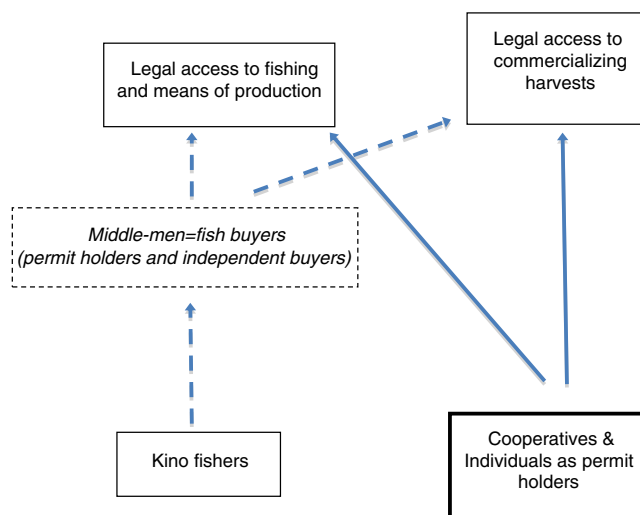 Legal access to fishing
and means of production
Legal access to
commercializing
harvests
Middle-men=fish buyers
(permit holders and independent buyers)
Kino fishers
Cooperatives &
Individuals as permit
holders